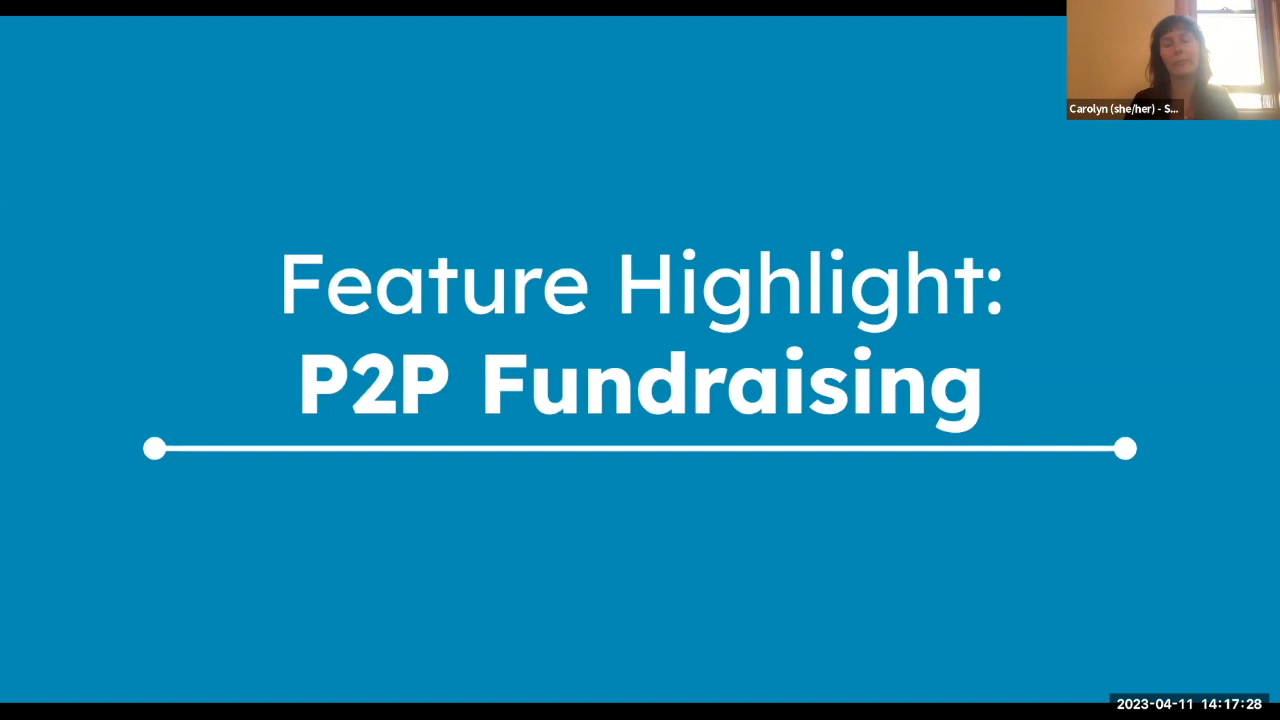 Carolyn (she/her) - S...
Feature Highlight:
P2P Fundraising
2023-04-11 14:17:28